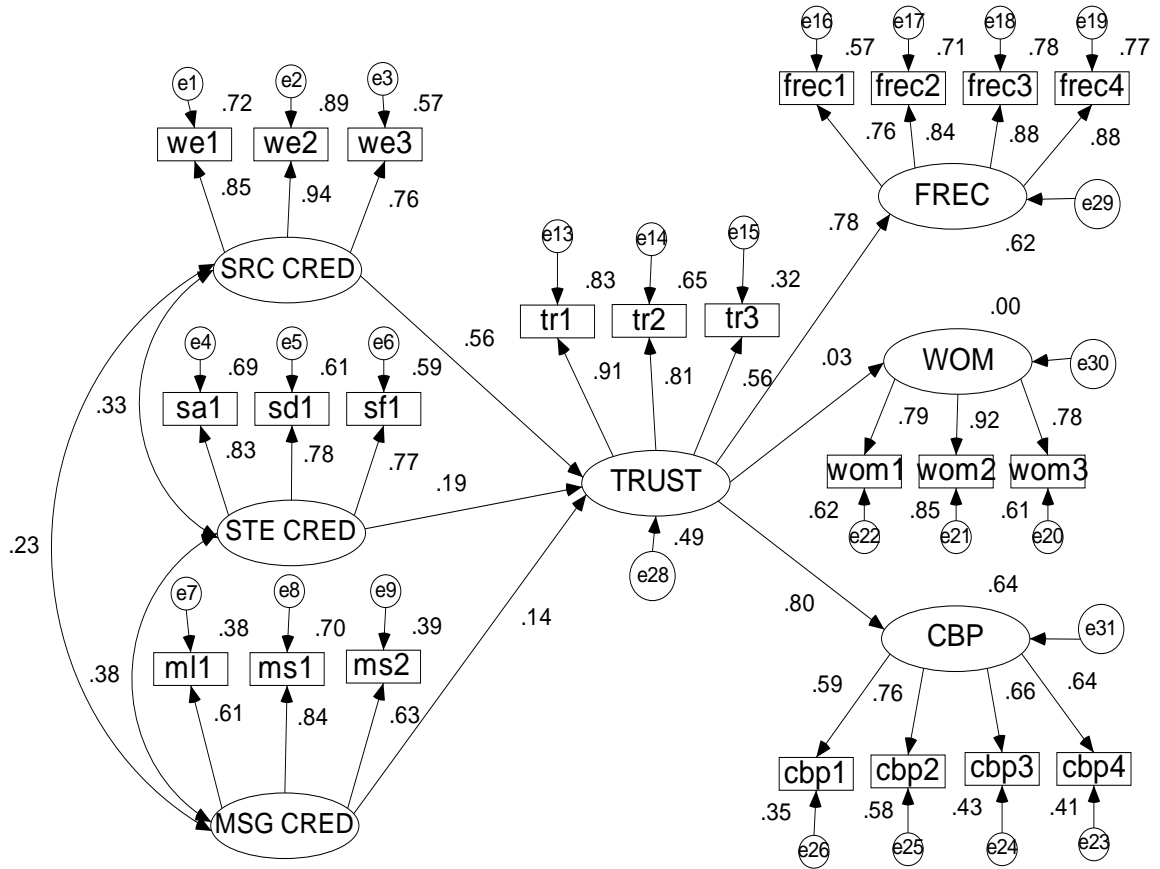 e16 e17 e18 e19
.57 .71 .78 .77
frec1 frec2 frec3 frec4
.76 .84 .88 .88
FREC
e29
.62
.78
e1 e2 e3
.72 .89 .57
we1 we2 we3
.85 .94 .76
SRC CRED
.56
e13 e14 e15
.83 .65 .32
tr1 tr2 tr3
.91 .81 .56
TRUST
.49
e28
.00
WOM
e30
.03
.79 .92 .78
wom1 wom2 wom3
.62 .85 .61
e22 e21 e20
e4 e5 e6
.69 .61 .59
sa1 sd1 sf1
.83 .78 .77
STE CRED
.19
.33
.23
.38
e7 e8 e9
.38 .70 .39
ml1 ms1 ms2
.61 .84 .63
MSG CRED
.14
.80
.64
CBP
e31
.59 .76 .66 .64
cbp1 cbp2 cbp3 cbp4
.35 .58 .43 .41
e26 e25 e24 e23